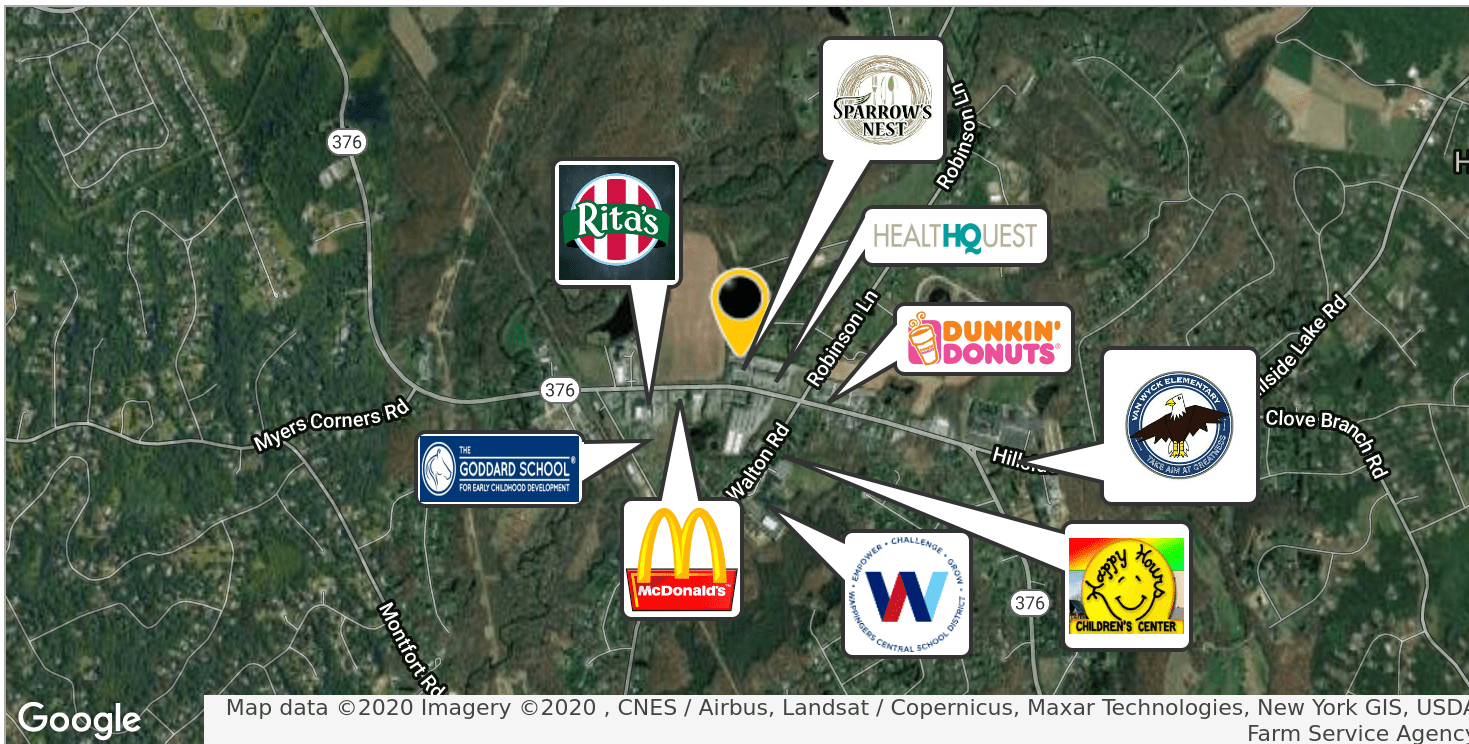 SPARROW'S
NEST
Robinson Ln
376
Rita's
HEALTHQUEST
Robinson Ln
DUNKIN'
DONUTS®
376
Myers Corners Rd
VAN WYCK ELEMENTARY
TAKE AIM AT GREATNESS
llside Lake Rd
Clove Branch Rd
THE
GODDARD SCHOOL®
FOR EARLY CHILDHOOD DEVELOPMENT
Walton Rd
McDonald's™
EMPOWER • CHALLENGE • GROW
WAPPINGERS CENTRAL SCHOOL DISTRICT
W
Happy Hours
CHILDREN'S CENTER
376
Montfort Rd
Google
Map data ©2020 Imagery ©2020 , CNES / Airbus, Landsat / Copernicus, Maxar Technologies, New York GIS, USDA
Farm Service Agency